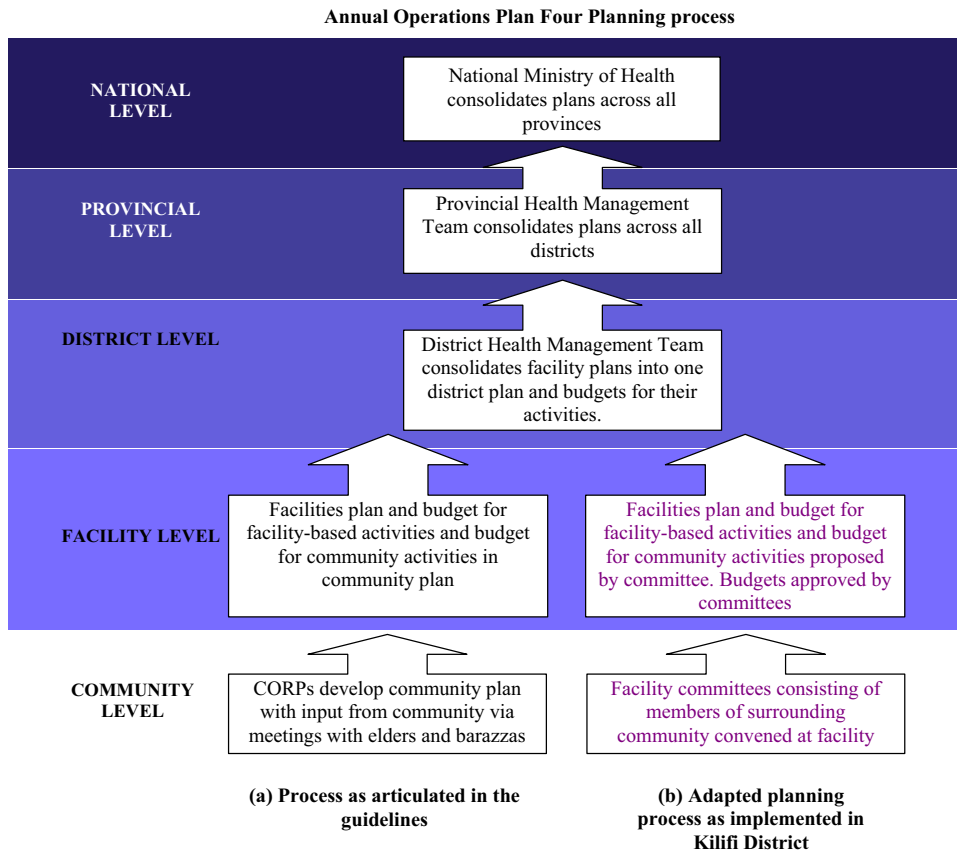 Annual Operations Plan Four Planning process
NATIONAL
LEVEL
National Ministry of Health
consolidates plans across all
provinces
PROVINCIAL
LEVEL
Provincial Health Management
Team consolidates plans across all
districts
DISTRICT LEVEL
District Health Management Team
consolidates facility plans into one
district plan and budgets for their
activities.
FACILITY LEVEL
Facilities plan and budget for
facility-based activities and budget
for community activities in
community plan
Facilities plan and budget for
facility-based activities and budget
for community activities proposed
by committee. Budgets approved by
committees
COMMUNITY
LEVEL
CORPs develop community plan
with input from community via
meetings with elders and barazzas
Facility committees consisting of
members of surrounding
community convened at facility
(a) Process as articulated in the
guidelines
(b) Adapted planning
process as implemented in
Kilifi District